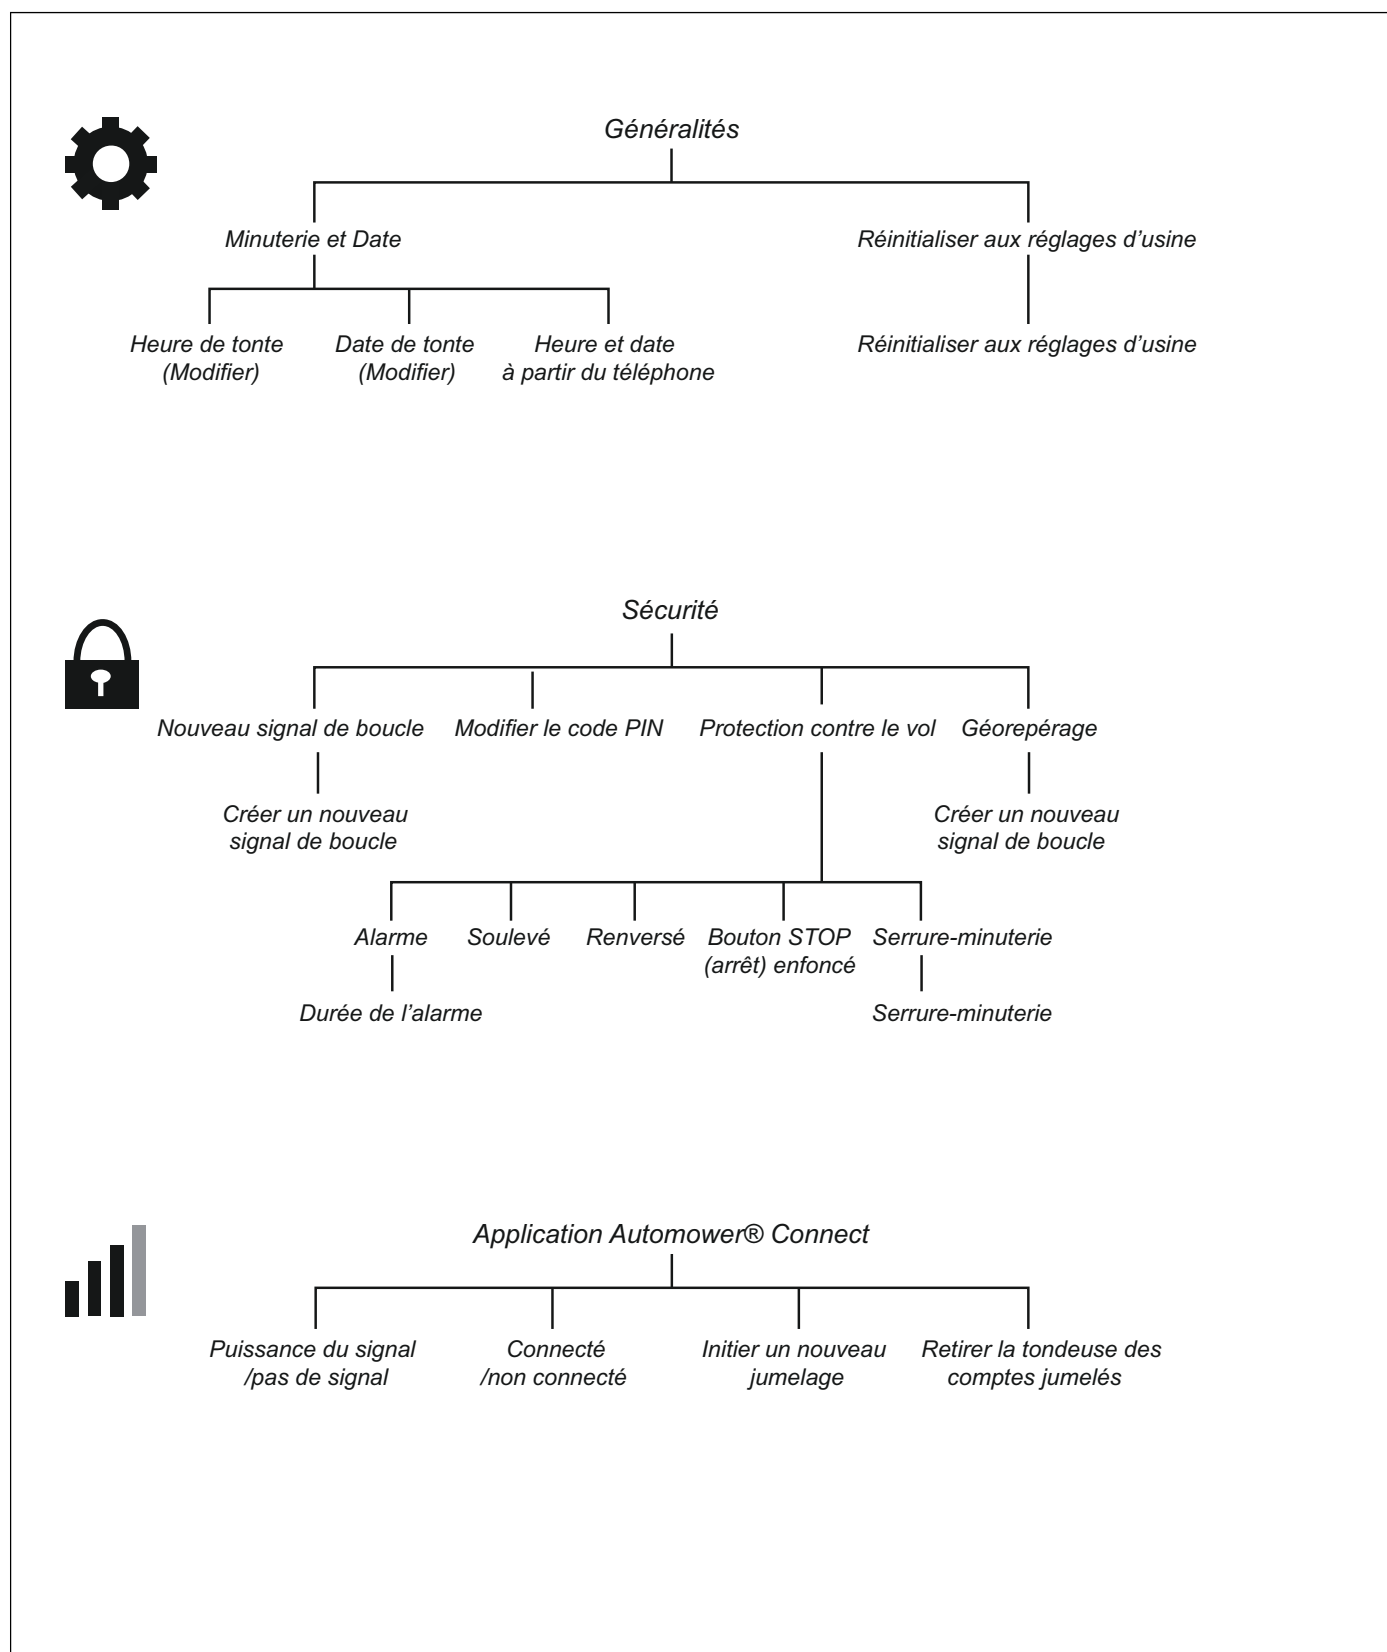 Généralités
Minuterie et Date
Réinitialiser aux réglages d’usine
Heure de tonte
(Modifier)
Date de tonte
(Modifier)
Heure et date
à partir du téléphone
Réinitialiser aux réglages d’usine
Sécurité
Nouveau signal de boucle
Modifier le code PIN
Protection contre le vol
Géorepérage
Créer un nouveau
signal de boucle
Créer un nouveau
signal de boucle
Alarme
Soulevé
Renversé
Bouton STOP
(arrêt) enfoncé
Serrure-minuterie
Durée de l’alarme
Serrure-minuterie
Application Automower® Connect
Puissance du signal
/pas de signal
Connecté
/non connecté
Initier un nouveau
jumelage
Retirer la tondeuse des
comptes jumelés